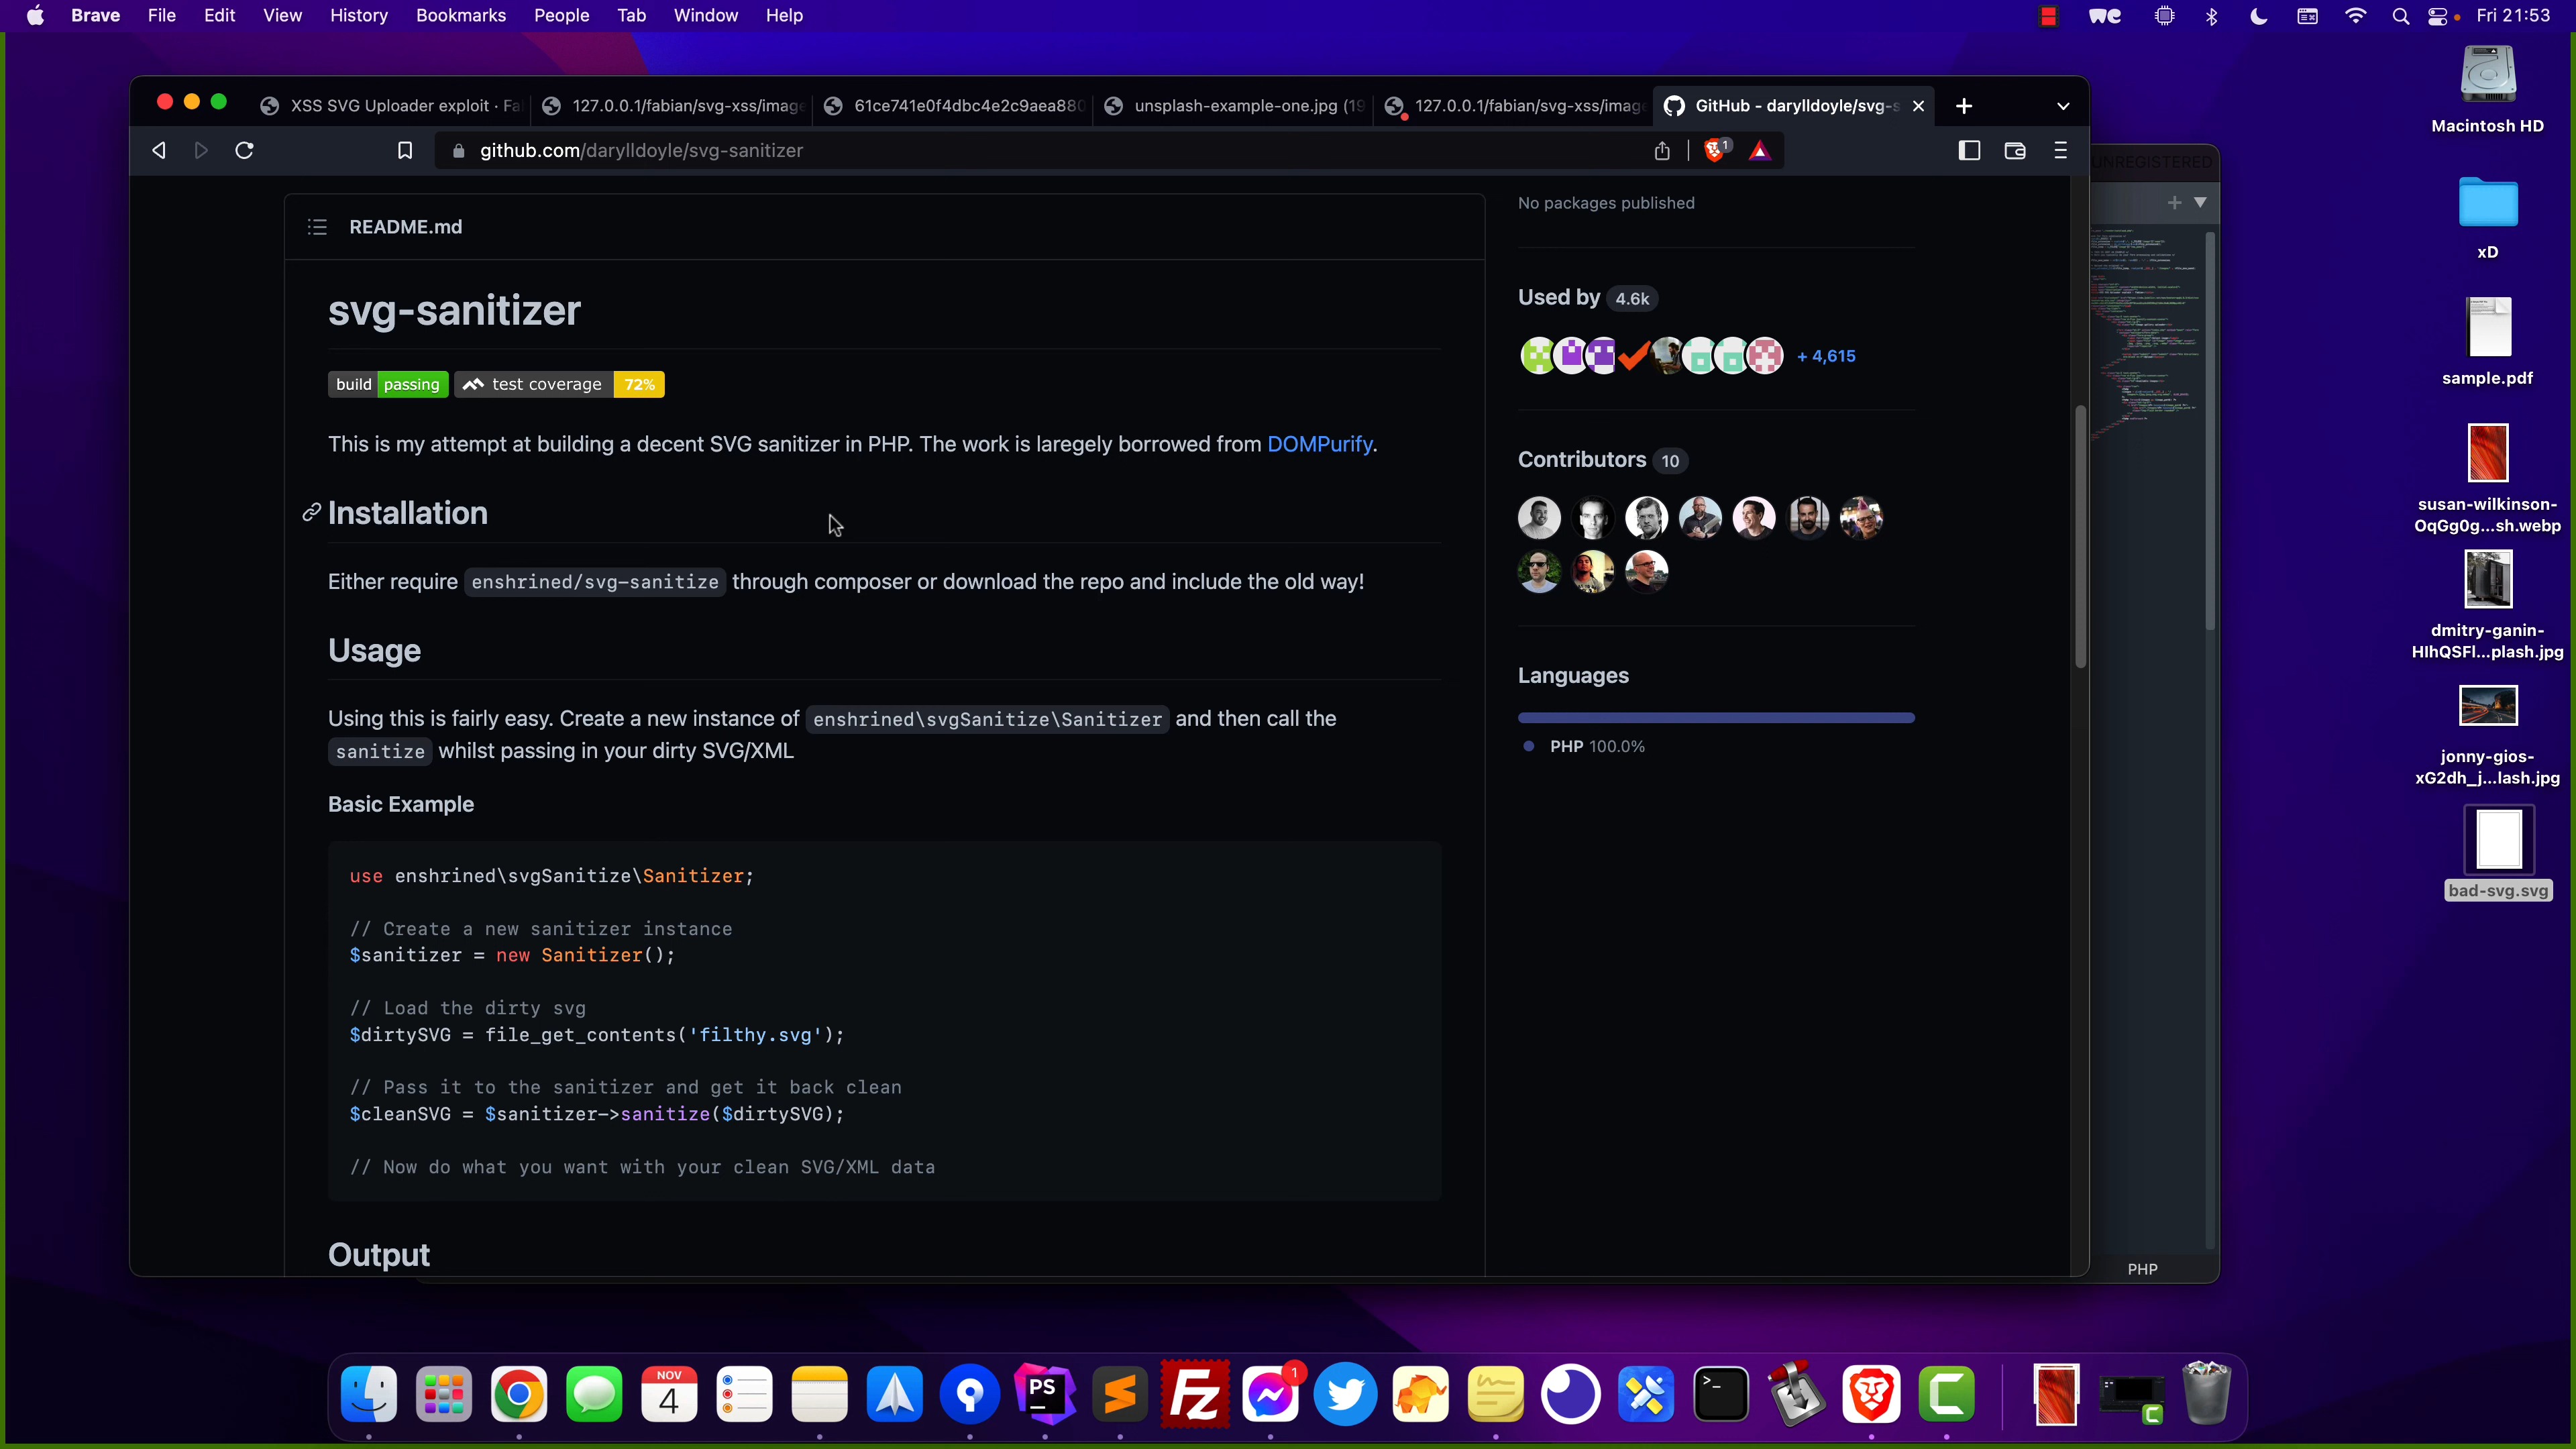 Brave File Edit View History Bookmarks People Tab Window Help Fri 21:53
XSS SVG Uploader exploit · Fa 127.0.0.1/fabian/svg-xss/image 61ce741e0f4dbc4e2c9aea880 unsplash-example-one.jpg (19 127.0.0.1/fabian/svg-xss/image GitHub - darylldoyle/svg-s
github.com/darylldoyle/svg-sanitizer 1
UNREGISTERED
README.md
svg-sanitizer
build passing test coverage 72%
This is my attempt at building a decent SVG sanitizer in PHP. The work is laregely borrowed from DOMPurify.
Installation
Either require enshrined/svg-sanitize through composer or download the repo and include the old way!
Usage
Using this is fairly easy. Create a new instance of enshrined\svgSanitize\Sanitizer and then call the
sanitize whilst passing in your dirty SVG/XML
Basic Example
use enshrined\svgSanitize\Sanitizer;
// Create a new sanitizer instance
$sanitizer = new Sanitizer();
// Load the dirty svg
$dirtySVG = file_get_contents('filthy.svg');
// Pass it to the sanitizer and get it back clean
$cleanSVG = $sanitizer->sanitize($dirtySVG);
// Now do what you want with your clean SVG/XML data
Output
No packages published
Used by 4.6k
+ 4,615
Contributors 10
Languages
PHP 100.0%
PHP
Macintosh HD
xD
sample.pdf
susan-wilkinson-
OqGg0g...sh.webp
dmitry-ganin-
HIhQSFl...plash.jpg
jonny-gios-
xG2dh_j...lash.jpg
bad-svg.svg
NOV
4
PS
Fz
1